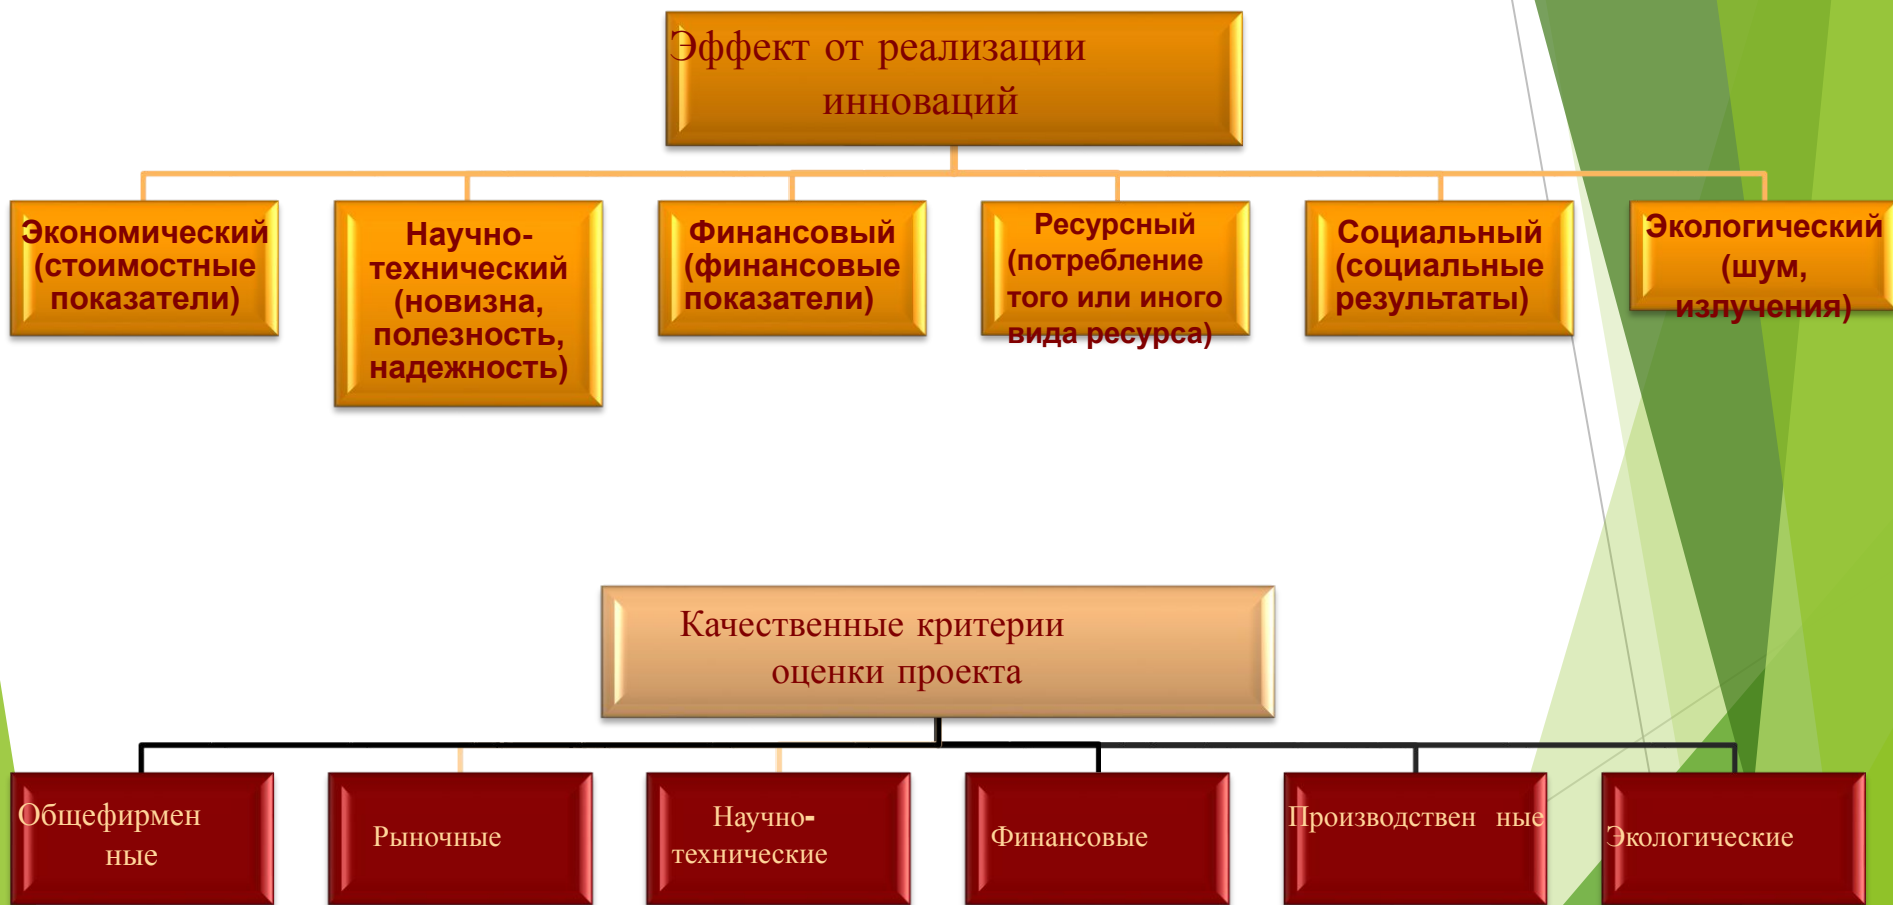 Эффект от реализации
инноваций
Экономический
(стоимостные
показатели)
Научно-
технический
(новизна,
полезность,
надежность)
Финансовый
(финансовые
показатели)
Ресурсный
(потребление
того или иного
вида ресурса)
Социальный
(социальные
результаты)
Экологический
(шум,
излучения)
Качественные критерии
оценки проекта
Общефирмен
ные
Рыночные
Научно-
технические
Финансовые
Производствен ные
Экологические